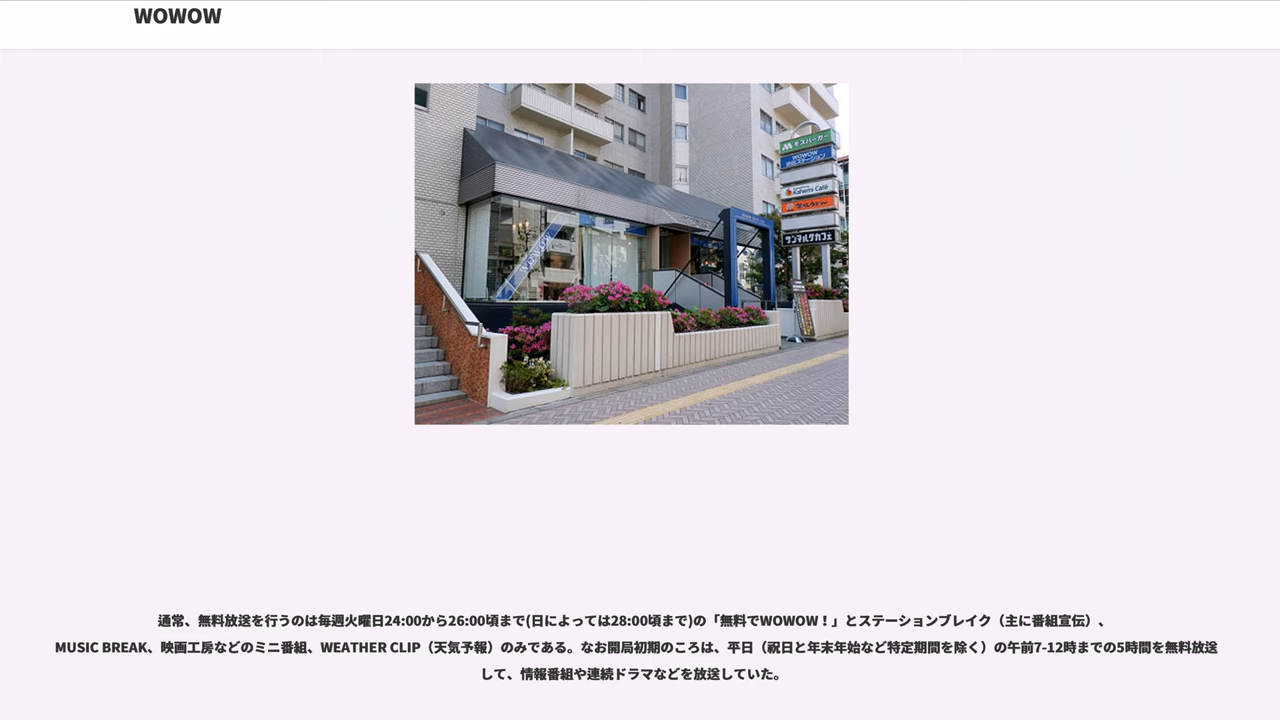 WOWOW
モスバーガー
WOWOW
渋谷ステーション
Kahemi Café
サンマルクカフェ
WOWOW
通常、無料放送を行うのは毎週火曜日24:00から26:00頃まで(日によっては28:00頃まで)の「無料でWOWOW！」とステーションブレイク（主に番組宣伝）、
MUSIC BREAK、映画工房などのミニ番組、WEATHER CLIP（天気予報）のみである。なお開局初期のころは、平日（祝日と年末年始など特定期間を除く）の午前7-12時までの5時間を無料放送
して、情報番組や連続ドラマなどを放送していた。